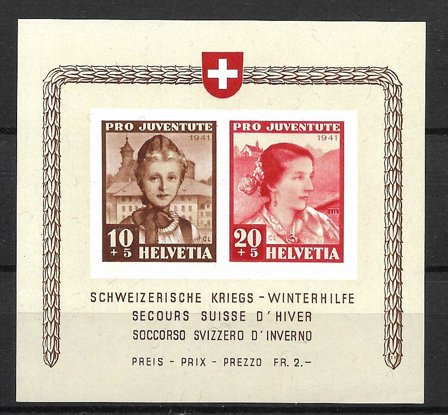 PRO JUVENTUTE
1941
10
+5
HELVETIA
PRO JUVENTUTE
1941
20
+5
HELVETIA
SCHWEIZERISCHE KRIEGS - WINTERHILFE
SECOURS SUISSE D'HIVER
SOCCORSO SVIZZERO D'INVERNO
PREIS - PRIX - PREZZO FR. 2.-